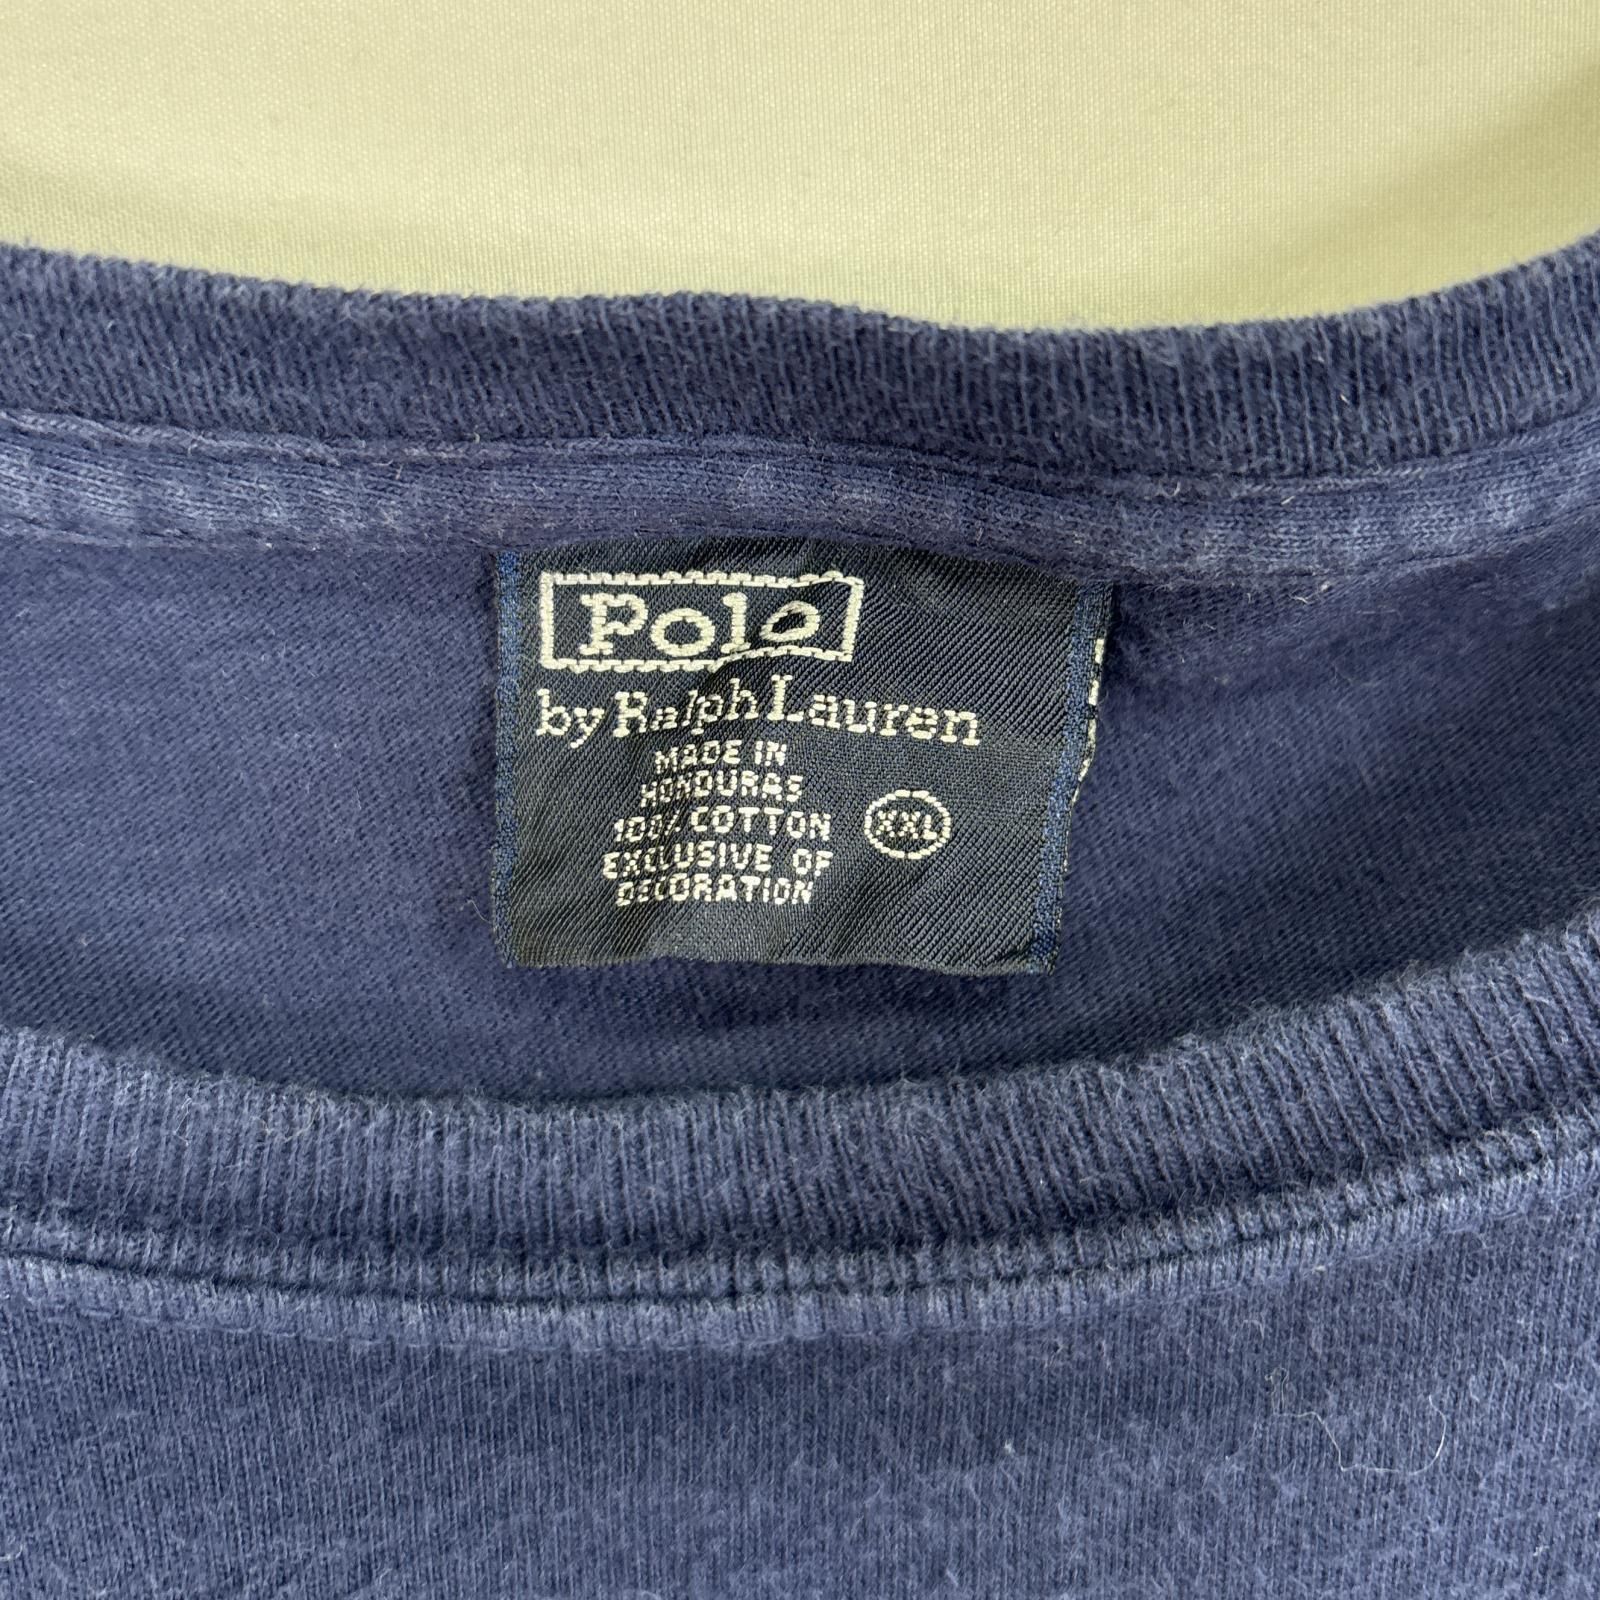 Polo
by Ralph Lauren
MADE IN
HONDURAS
100% COTTON
EXCLUSIVE OF
DECORATION
XXL